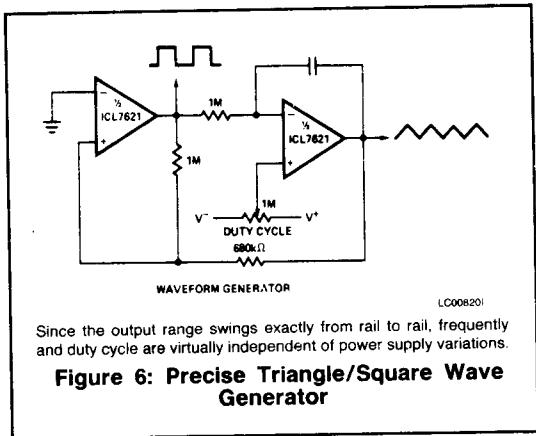 1M
½
ICL7621
½
ICL7621
1M
1M
V⁻
V⁺
DUTY CYCLE
680kΩ
WAVEFORM GENERATOR
LC00820I
Since the output range swings exactly from rail to rail, frequently
and duty cycle are virtually independent of power supply variations.
Figure 6: Precise Triangle/Square Wave
Generator